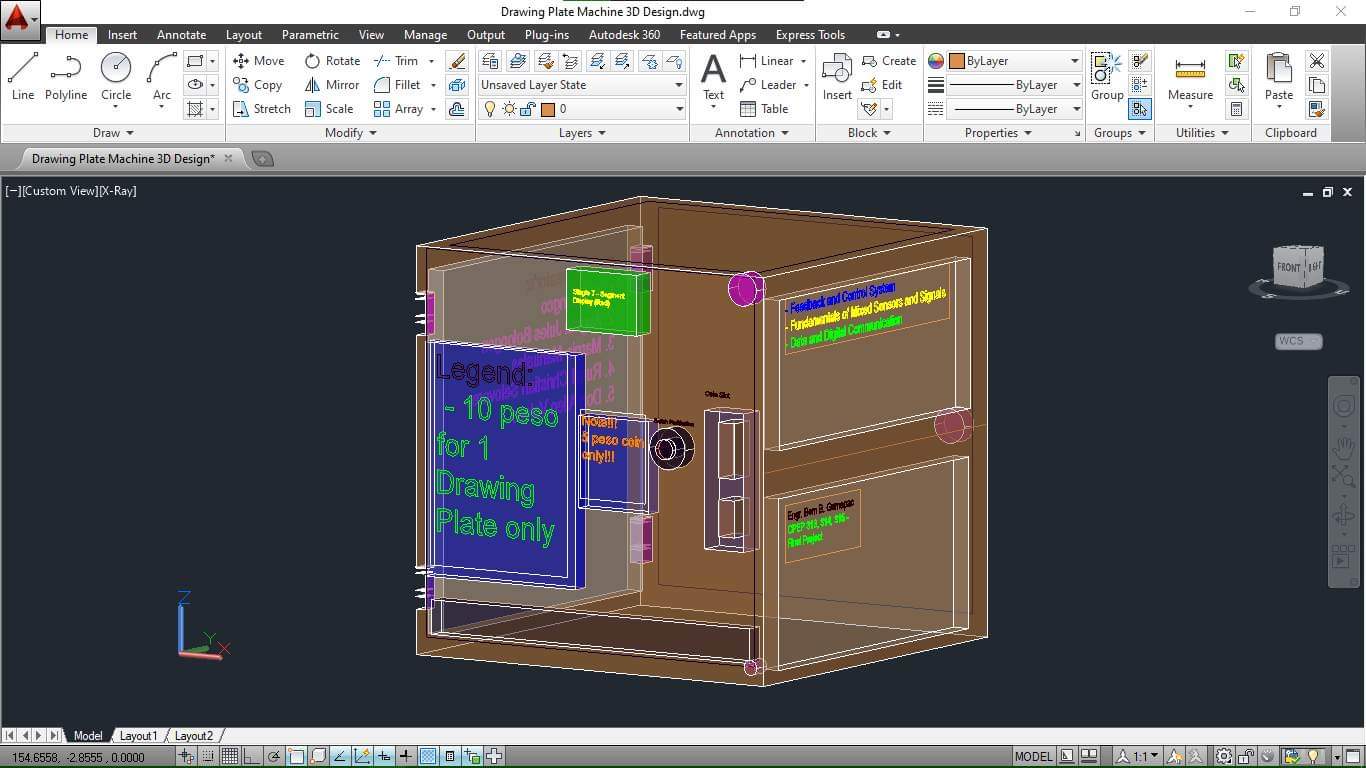 Drawing Plate Machine 3D Design.dwg
Home Insert Annotate Layout Parametric View Manage Output Plug-ins Autodesk 360 Featured Apps Express Tools
Line Polyline Circle Arc
Move Rotate Trim
Copy Mirror Fillet
Stretch Scale Array
Unsaved Layer State
0
Text
Linear
Leader
Table
Insert
Create
Edit
ByLayer
ByLayer
ByLayer
Group
Measure
Paste
Draw Modify Layers Annotation Block Properties Groups Utilities Clipboard
Drawing Plate Machine 3D Design*
[−][Custom View][X-Ray]
FRONT
WCS
Single 7 - Segment
Display (Red)
- Feedback and Control System
- Fundamentals of Mixed Sensors and Signals
- Data and Digital Communication
Legend:
- 10 peso
for 1
Drawing
Plate only
Note!!!
5 peso coin
only!!!
Coin Slot
CPEP 313, 314, 315 -
Final Project
Z
Y
X
Model Layout1 Layout2
154.6558, -2.8555, 0.0000
MODEL
1:1